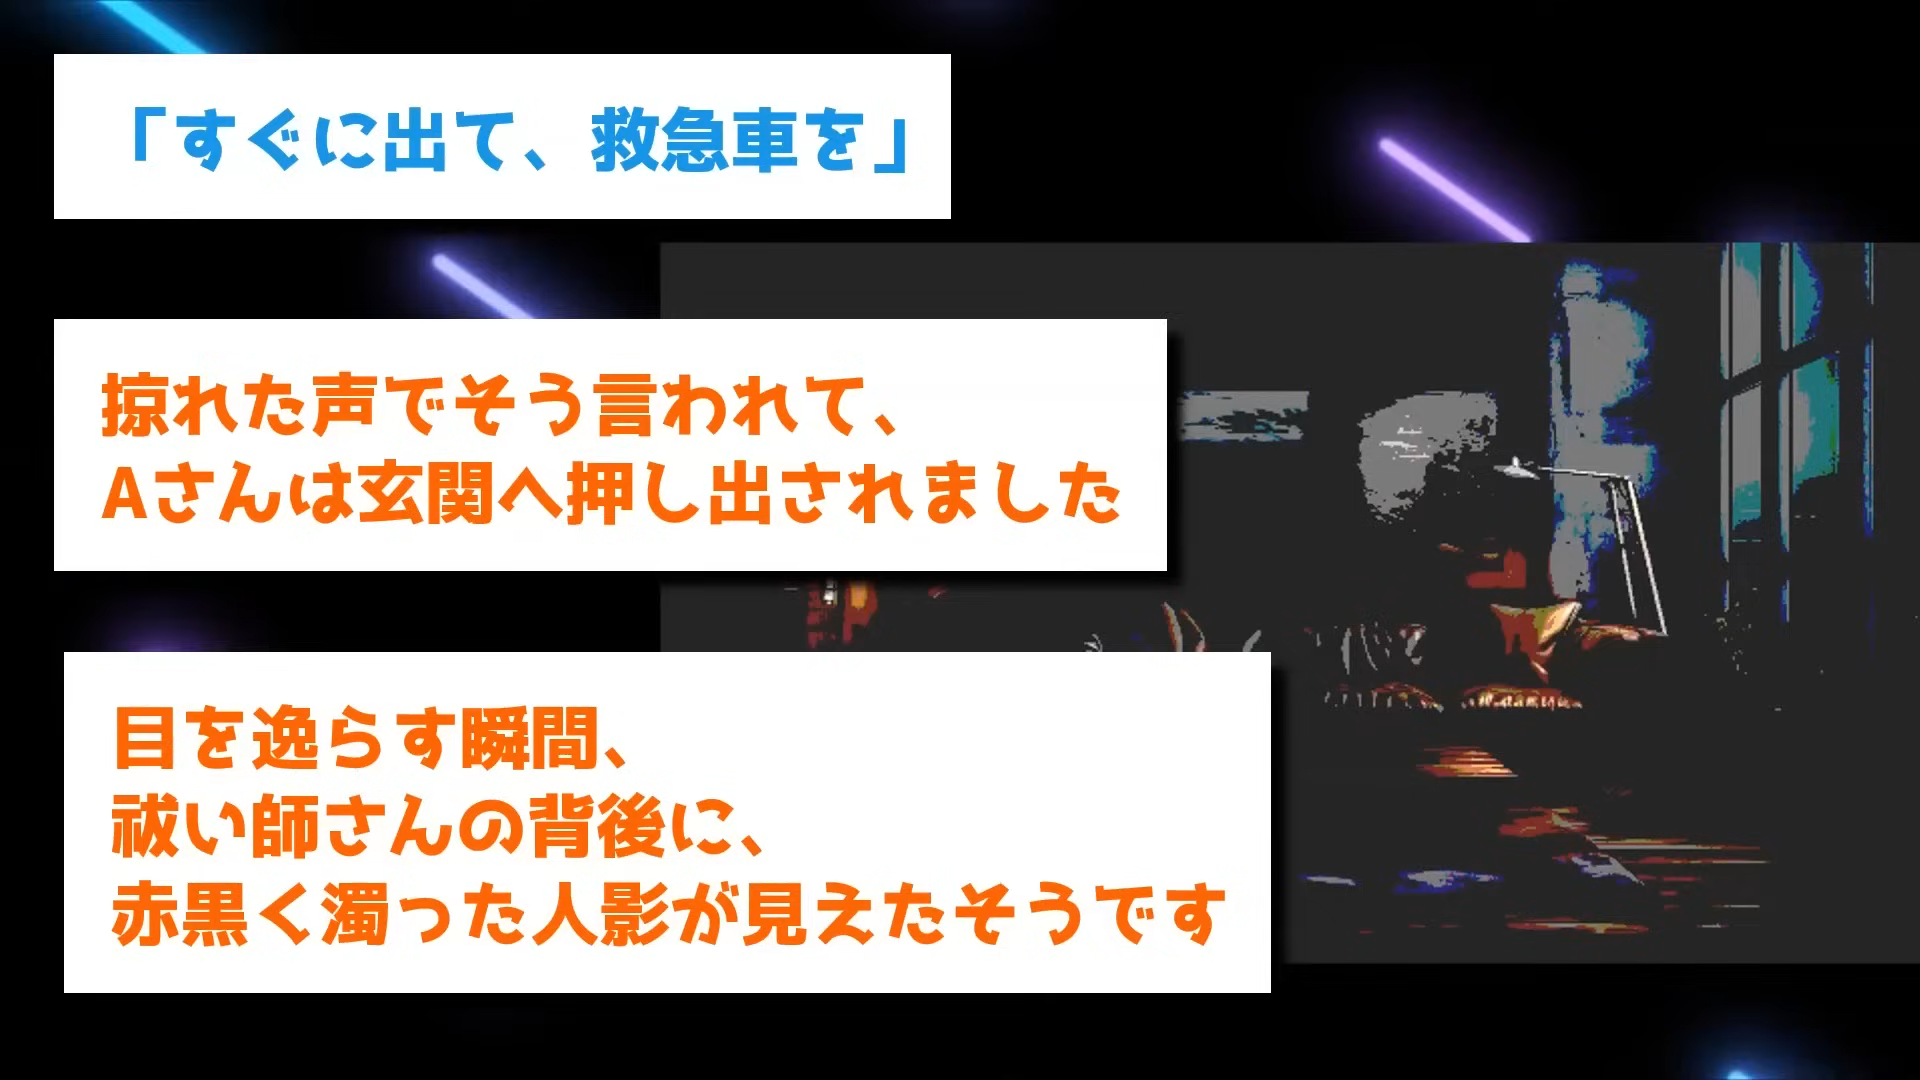 「すぐに出て、救急車を」
掠れた声でそう言われて、
Aさんは玄関へ押し出されました
目を逸らす瞬間、
祓い師さんの背後に、
赤黒く濁った人影が見えたそうです